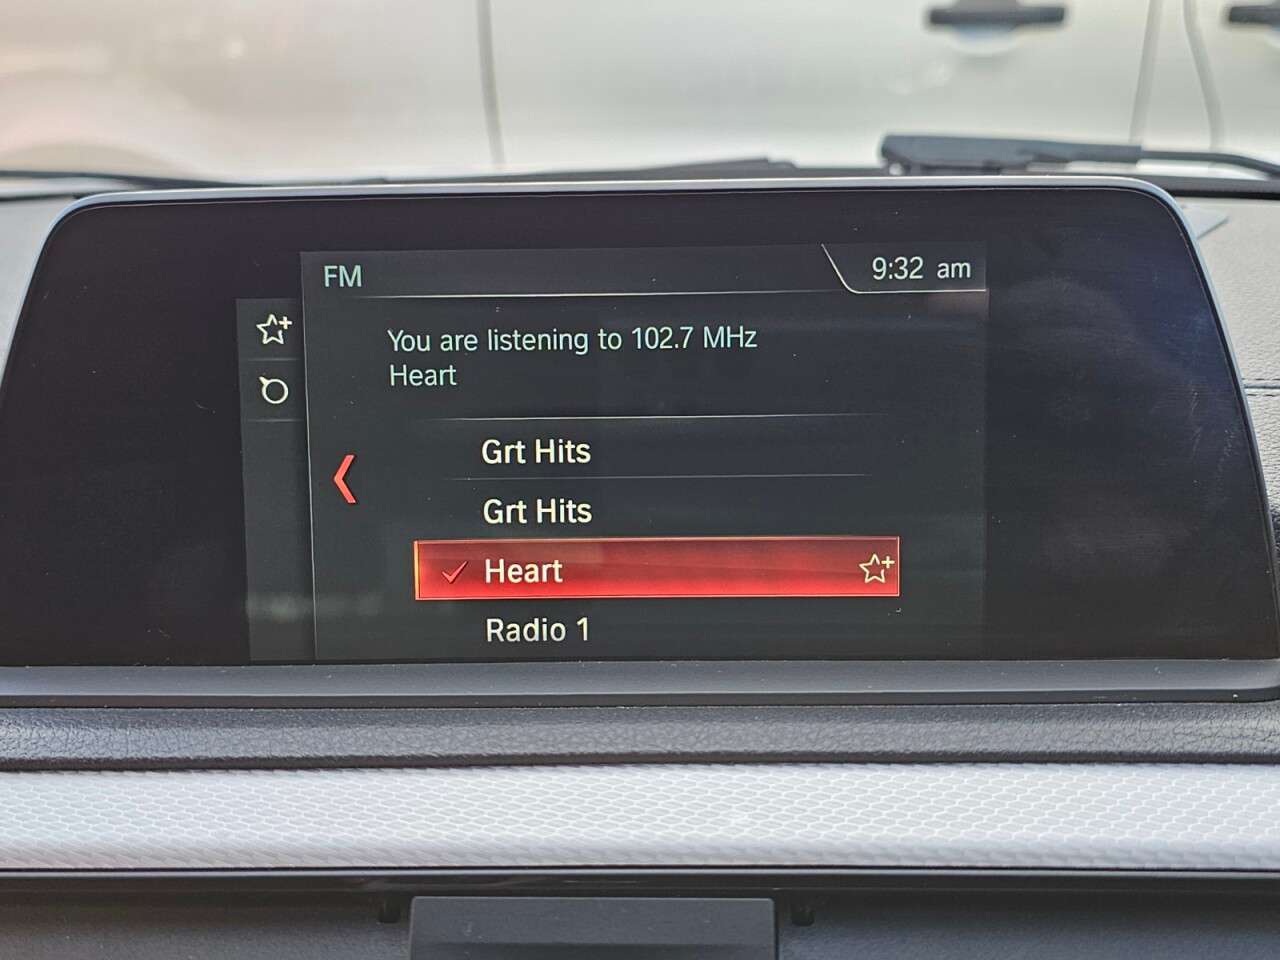 FM
9:32 am
You are listening to 102.7 MHz
Heart
Grt Hits
Grt Hits
Heart
Radio 1